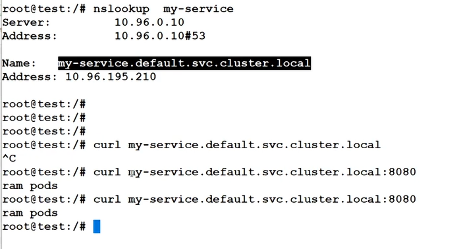 root@test:/# nslookup  my-service
Server:         10.96.0.10
Address:        10.96.0.10#53
Name:   my-service.default.svc.cluster.local
Address: 10.96.195.210
root@test:/#
root@test:/#
root@test:/#
root@test:/# curl my-service.default.svc.cluster.local
^C
root@test:/# curl my-service.default.svc.cluster.local:8080
ram pods
root@test:/# curl my-service.default.svc.cluster.local:8080
ram pods
root@test:/#